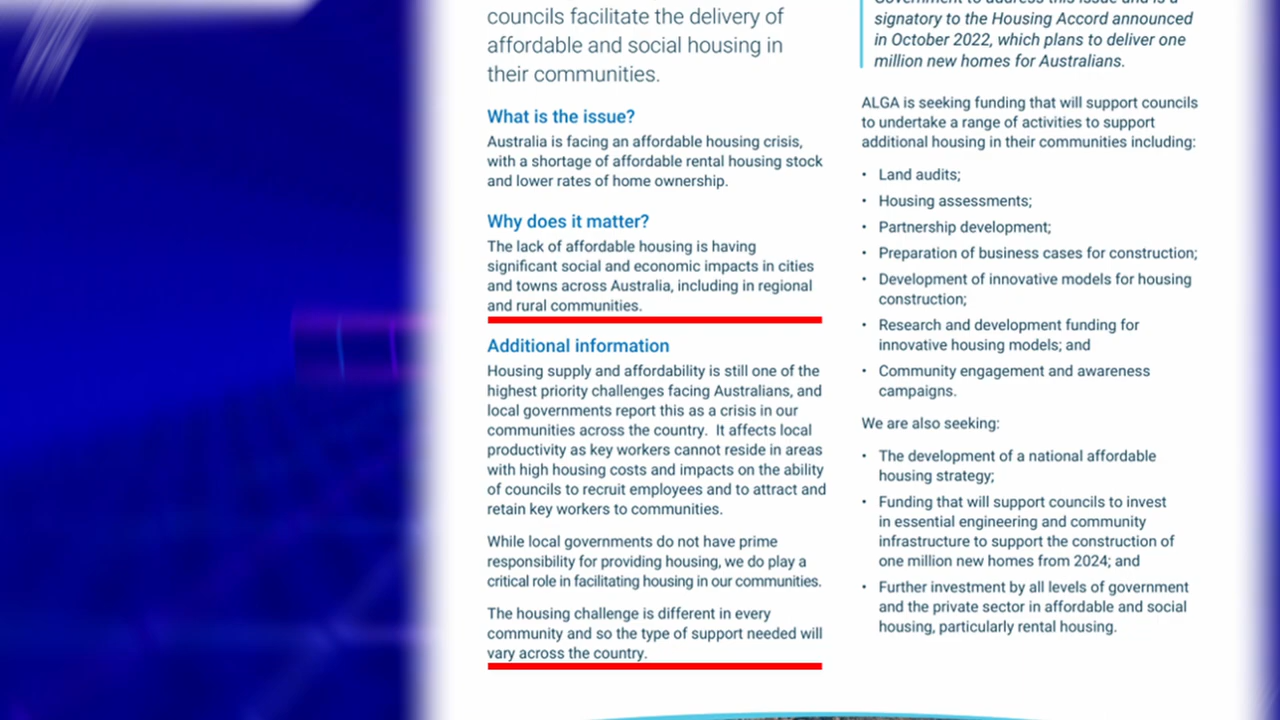 councils facilitate the delivery of
affordable and social housing in
their communities.
What is the issue?
Australia is facing an affordable housing crisis,
with a shortage of affordable rental housing stock
and lower rates of home ownership.
Why does it matter?
The lack of affordable housing is having
significant social and economic impacts in cities
and towns across Australia, including in regional
and rural communities.
Additional information
Housing supply and affordability is still one of the
highest priority challenges facing Australians, and
local governments report this as a crisis in our
communities across the country.  It affects local
productivity as key workers cannot reside in areas
with high housing costs and impacts on the ability
of councils to recruit employees and to attract and
retain key workers to communities.
While local governments do not have prime
responsibility for providing housing, we do play a
critical role in facilitating housing in our communities.
The housing challenge is different in every
community and so the type of support needed will
vary across the country.
Government to address this issue and is a
signatory to the Housing Accord announced
in October 2022, which plans to deliver one
million new homes for Australians.
ALGA is seeking funding that will support councils
to undertake a range of activities to support
additional housing in their communities including:
• Land audits;
• Housing assessments;
• Partnership development;
• Preparation of business cases for construction;
• Development of innovative models for housing
construction;
• Research and development funding for
innovative housing models; and
• Community engagement and awareness
campaigns.
We are also seeking:
• The development of a national affordable
housing strategy;
• Funding that will support councils to invest
in essential engineering and community
infrastructure to support the construction of
one million new homes from 2024; and
• Further investment by all levels of government
and the private sector in affordable and social
housing, particularly rental housing.